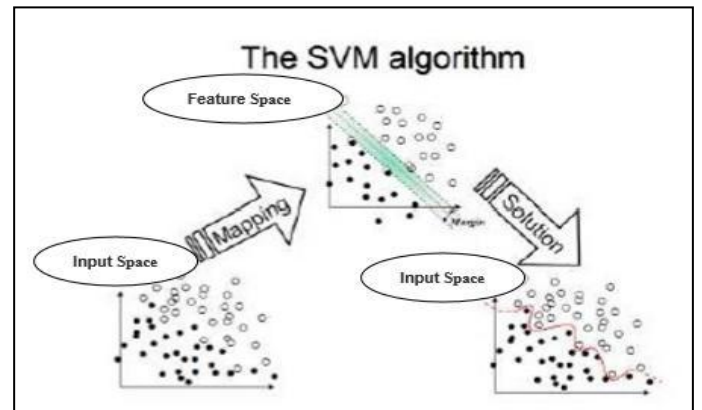 The SVM algorithm
Feature Space
Margin
Mapping
Solution
Input Space
Input Space